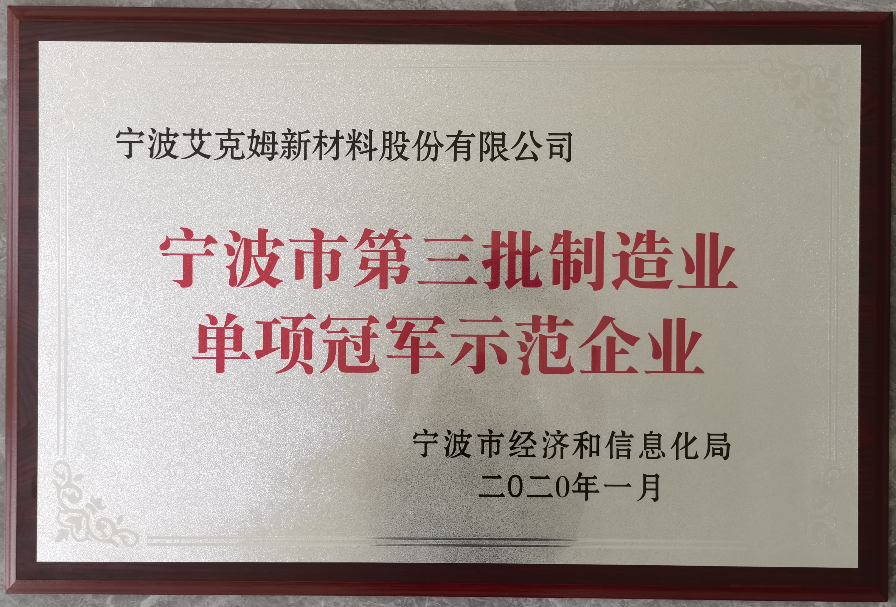 宁波艾克姆新材料股份有限公司
宁波市第三批制造业
单项冠军示范企业
宁波市经济和信息化局
二〇二〇年一月